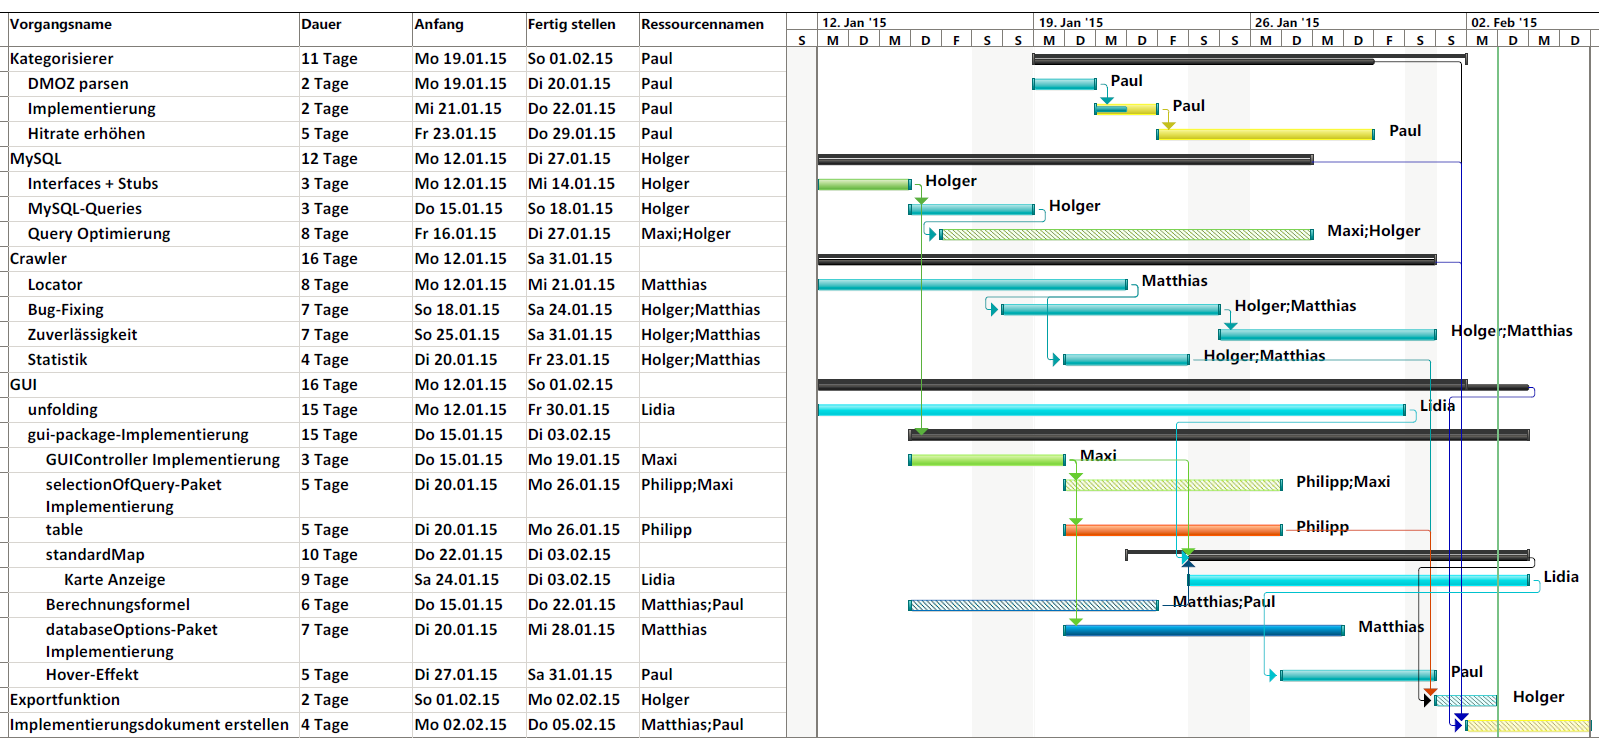 Vorgangsname Dauer Anfang Fertig stellen Ressourcennamen 12. Jan '15 19. Jan '15 26. Jan '15 02. Feb '15
S M D M D F S S M D M D F S S M D M D F S S M D M D
Kategorisierer 11 Tage Mo 19.01.15 So 01.02.15 Paul
DMOZ parsen 2 Tage Mo 19.01.15 Di 20.01.15 Paul Paul
Implementierung 2 Tage Mi 21.01.15 Do 22.01.15 Paul Paul
Hitrate erhöhen 5 Tage Fr 23.01.15 Do 29.01.15 Paul Paul
MySQL 12 Tage Mo 12.01.15 Di 27.01.15 Holger
Interfaces + Stubs 3 Tage Mo 12.01.15 Mi 14.01.15 Holger Holger
MySQL-Queries 3 Tage Do 15.01.15 So 18.01.15 Holger Holger
Query Optimierung 8 Tage Fr 16.01.15 Di 27.01.15 Maxi;Holger Maxi;Holger
Crawler 16 Tage Mo 12.01.15 Sa 31.01.15
Locator 8 Tage Mo 12.01.15 Mi 21.01.15 Matthias Matthias
Bug-Fixing 7 Tage So 18.01.15 Sa 24.01.15 Holger;Matthias Holger;Matthias
Zuverlässigkeit 7 Tage So 25.01.15 Sa 31.01.15 Holger;Matthias Holger;Matthias
Statistik 4 Tage Di 20.01.15 Fr 23.01.15 Holger;Matthias Holger;Matthias
GUI 16 Tage Mo 12.01.15 So 01.02.15
unfolding 15 Tage Mo 12.01.15 Fr 30.01.15 Lidia Lidia
gui-package-Implementierung 15 Tage Do 15.01.15 Di 03.02.15
GUIController Implementierung 3 Tage Do 15.01.15 Mo 19.01.15 Maxi Maxi
selectionOfQuery-Paket 5 Tage Di 20.01.15 Mo 26.01.15 Philipp;Maxi Philipp;Maxi
Implementierung
table 5 Tage Di 20.01.15 Mo 26.01.15 Philipp Philipp
standardMap 10 Tage Do 22.01.15 Di 03.02.15
Karte Anzeige 9 Tage Sa 24.01.15 Di 03.02.15 Lidia Lidia
Berechnungsformel 6 Tage Do 15.01.15 Do 22.01.15 Matthias;Paul Matthias;Paul
databaseOptions-Paket 7 Tage Di 20.01.15 Mi 28.01.15 Matthias Matthias
Implementierung
Hover-Effekt 5 Tage Di 27.01.15 Sa 31.01.15 Paul Paul
Exportfunktion 2 Tage So 01.02.15 Mo 02.02.15 Holger Holger
Implementierungsdokument erstellen 4 Tage Mo 02.02.15 Do 05.02.15 Matthias;Paul